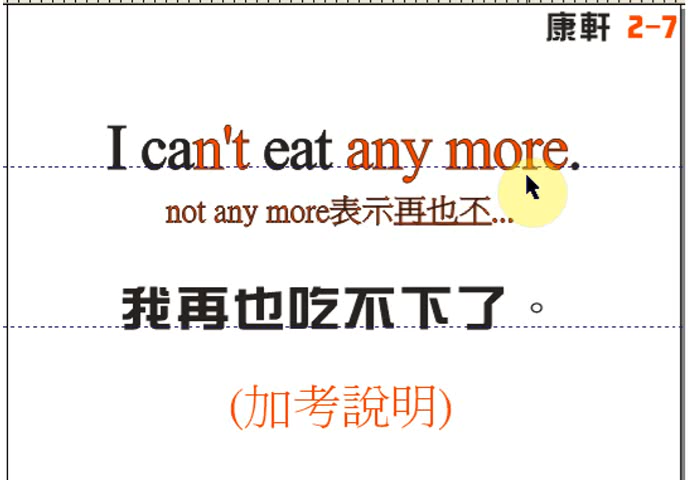 康軒 2-7
I can't eat any more.
not any more表示再也不...
我再也吃不下了。
(加考說明)